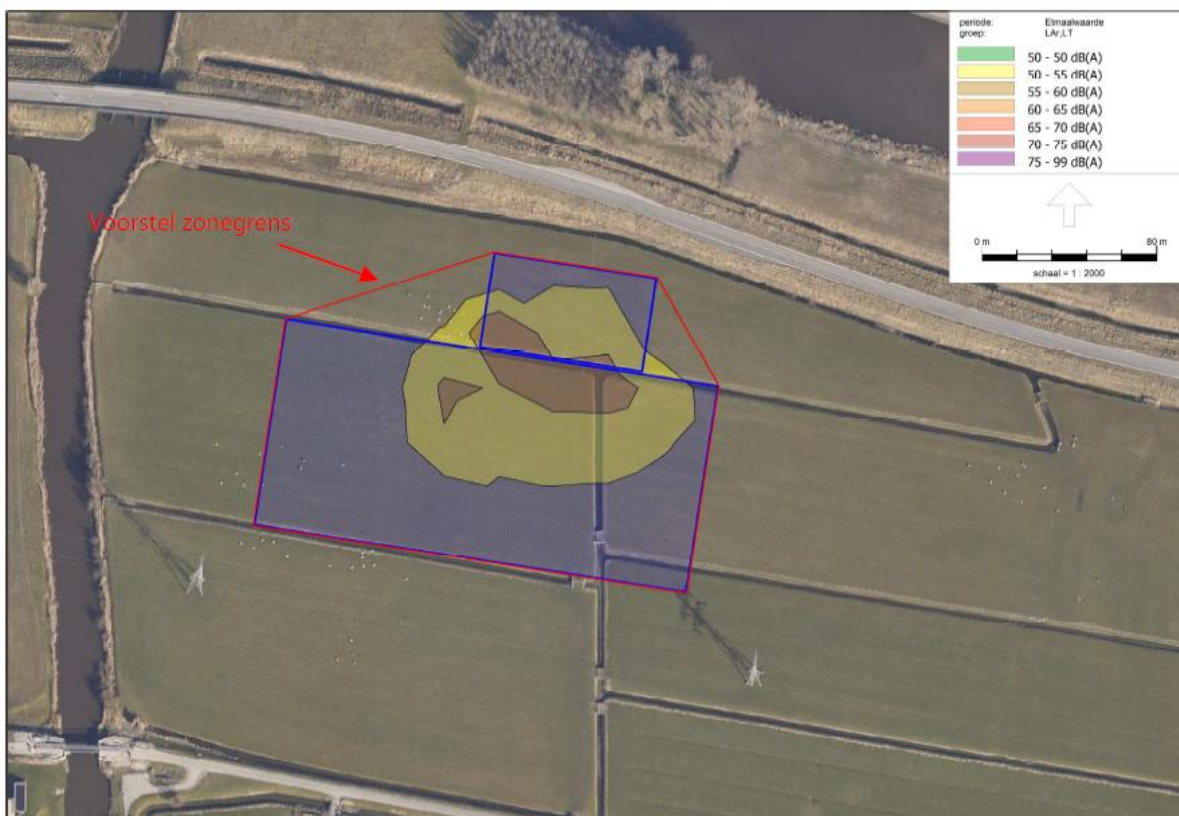 periode: Etmaalwaarde
groep: LAr,LT
50 - 50 dB(A)
50 - 55 dB(A)
55 - 60 dB(A)
60 - 65 dB(A)
65 - 70 dB(A)
70 - 75 dB(A)
75 - 99 dB(A)
0 m 80 m
schaal = 1 : 2000
Voorstel zonegrens